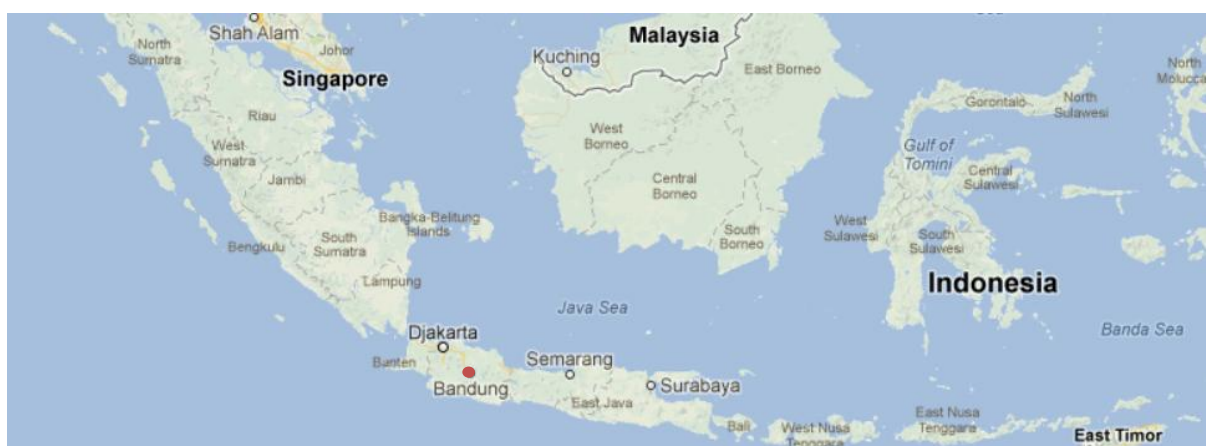 Shah Alam
North
Sumatra
Johor
Singapore
Malaysia
Kuching
East Borneo
North
Molucca
Gorontalo
North
Sulawesi
Riau
West
Borneo
Gulf of
Tomini
West
Sumatra
Jambi
Central
Borneo
Central
Sulawesi
Bangka-Belitung
Islands
South
Sumatra
Bengkulu
South
Borneo
West
Sulawesi
South
Sulawesi
Lampung
Indonesia
Java Sea
Banda Sea
Djakarta
Banten
Semarang
Bandung
Surabaya
East Java
Bali
West Nusa
Tenggara
East Nusa
Tenggara
East Timor